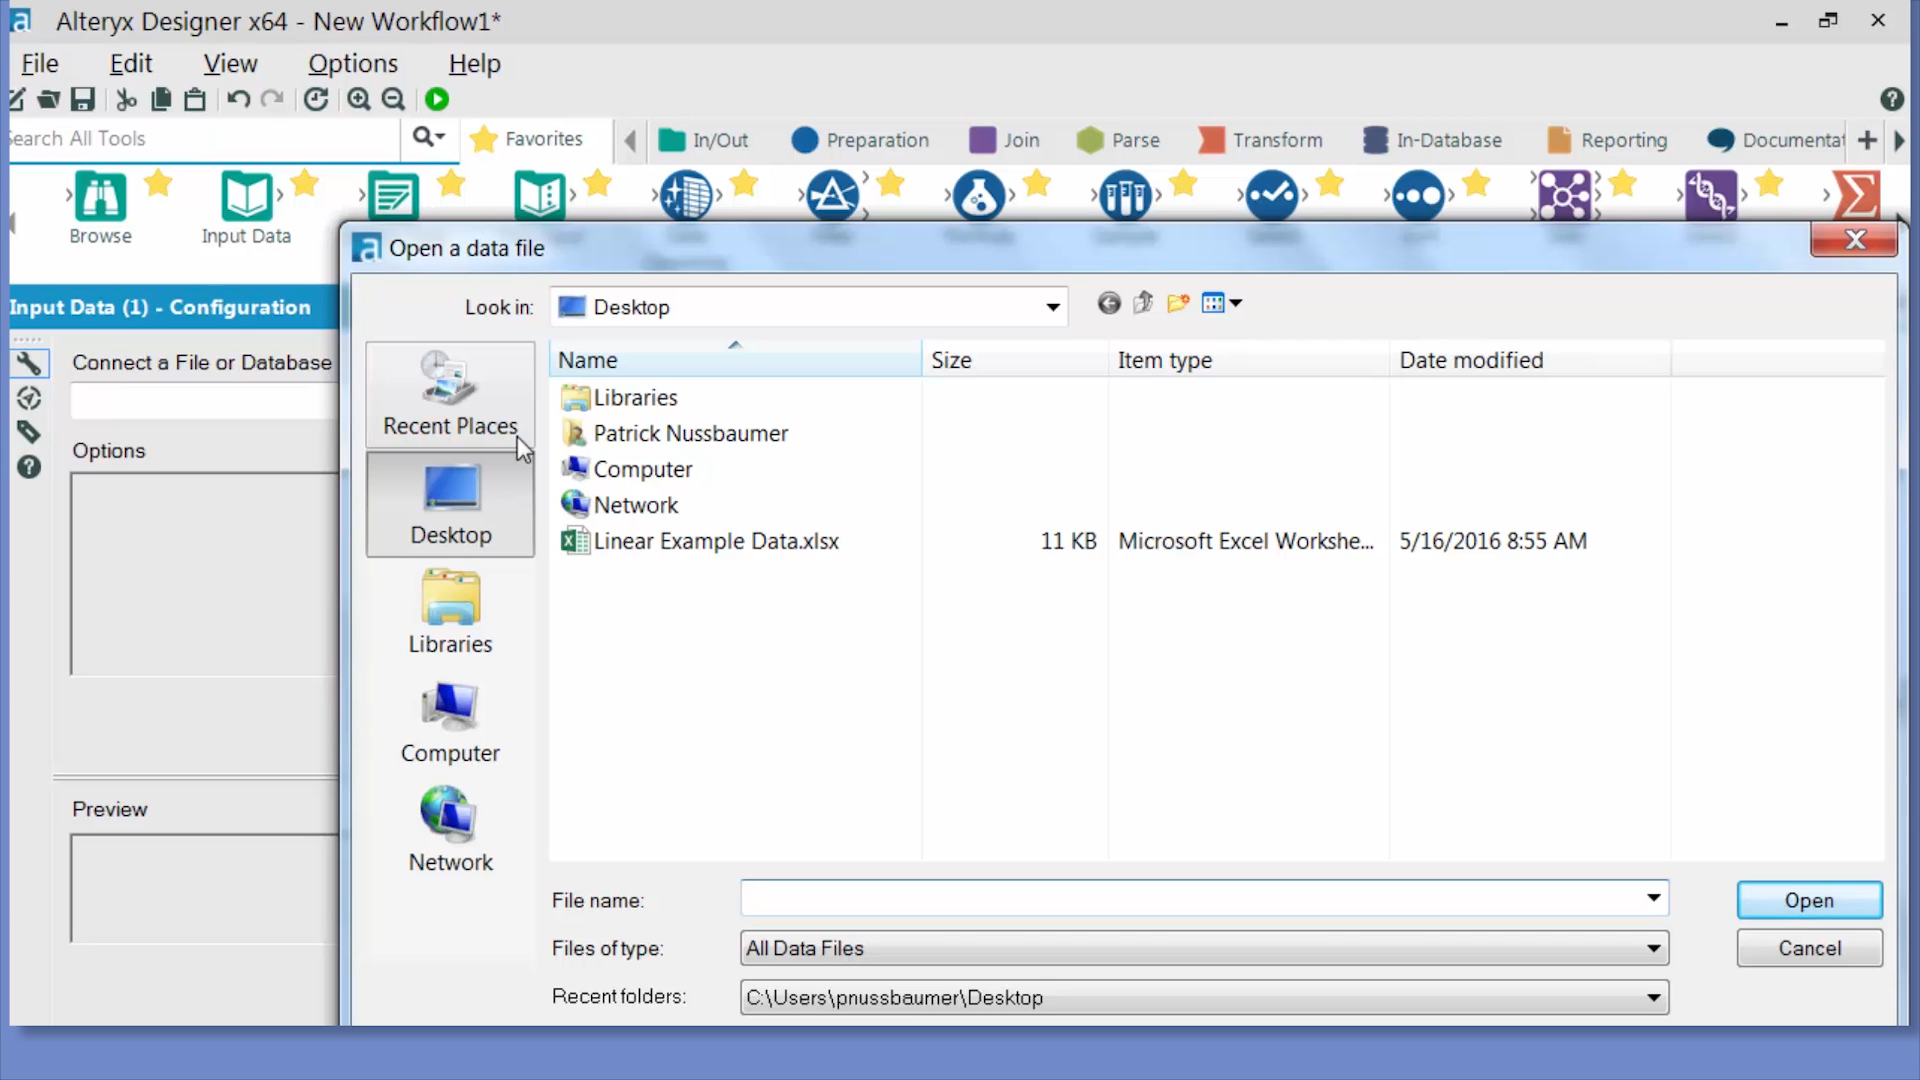 Alteryx Designer x64 - New Workflow1*
File Edit View Options Help
Search All Tools Favorites In/Out Preparation Join Parse Transform In-Database Reporting Documentat
Browse Input Data
Open a data file
Input Data (1) - Configuration
Look in: Desktop
Connect a File or Database
Options
Preview
Recent Places
Desktop
Libraries
Computer
Network
Name Size Item type Date modified
Libraries
Patrick Nussbaumer
Computer
Network
Linear Example Data.xlsx 11 KB Microsoft Excel Workshe... 5/16/2016 8:55 AM
File name: Open
Files of type: All Data Files Cancel
Recent folders: C:\Users\pnussbaumer\Desktop